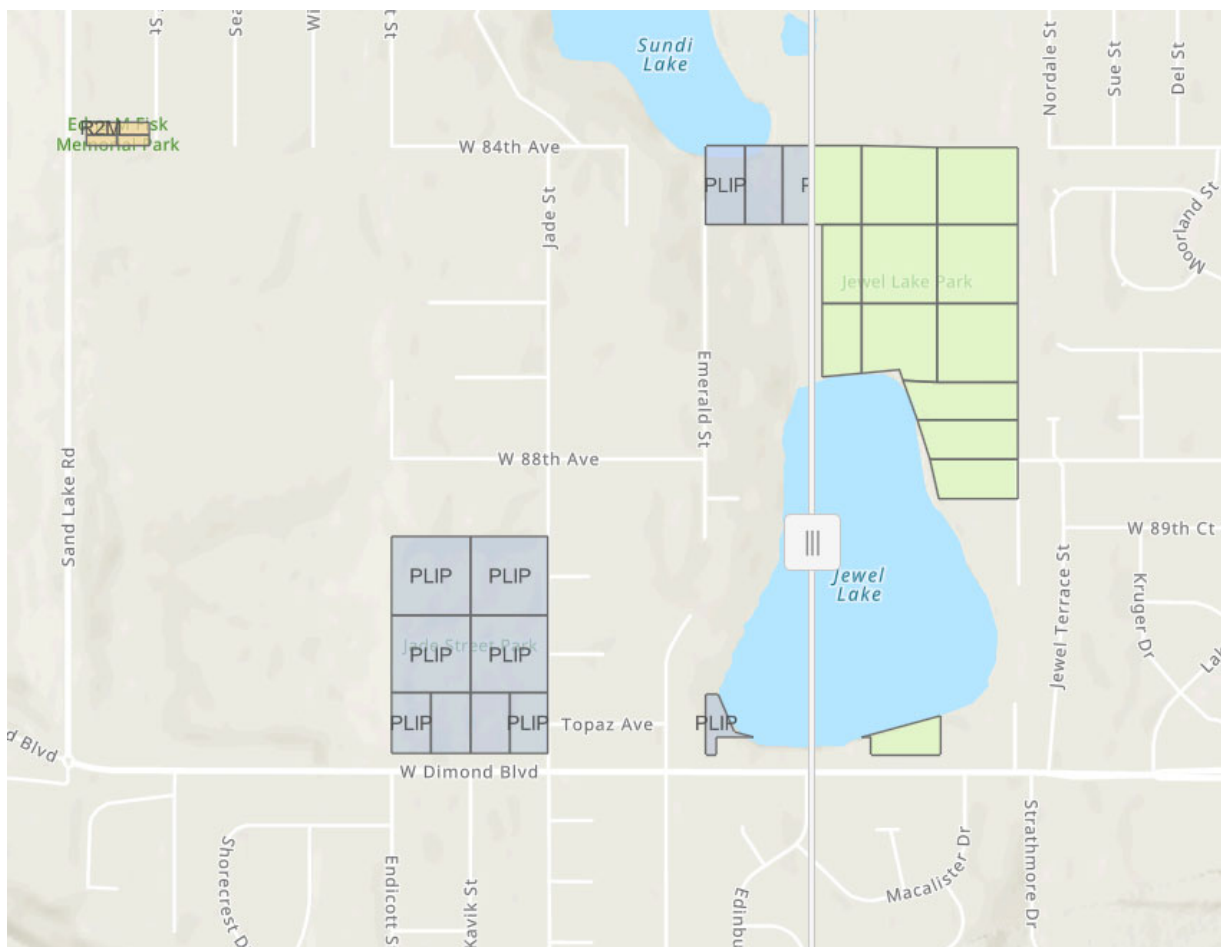 Sundi
Lake
Nordale St
Sue St
Del St
R2M
Memorial Park
W 84th Ave
PLIP
Jade St
Moorland St
Jewel Lake Park
Emerald St
Sand Lake Rd
W 88th Ave
W 89th Ct
PLIP
PLIP
Jewel
Lake
Jewel Terrace St
Kruger Dr
Jade Street Park
PLIP
PLIP
PLIP
PLIP
Topaz Ave
PLIP
d Blvd
W Dimond Blvd
Shorecrest D
Endicott S
Kavik St
Edinbu
Macalister Dr
Strathmore Dr